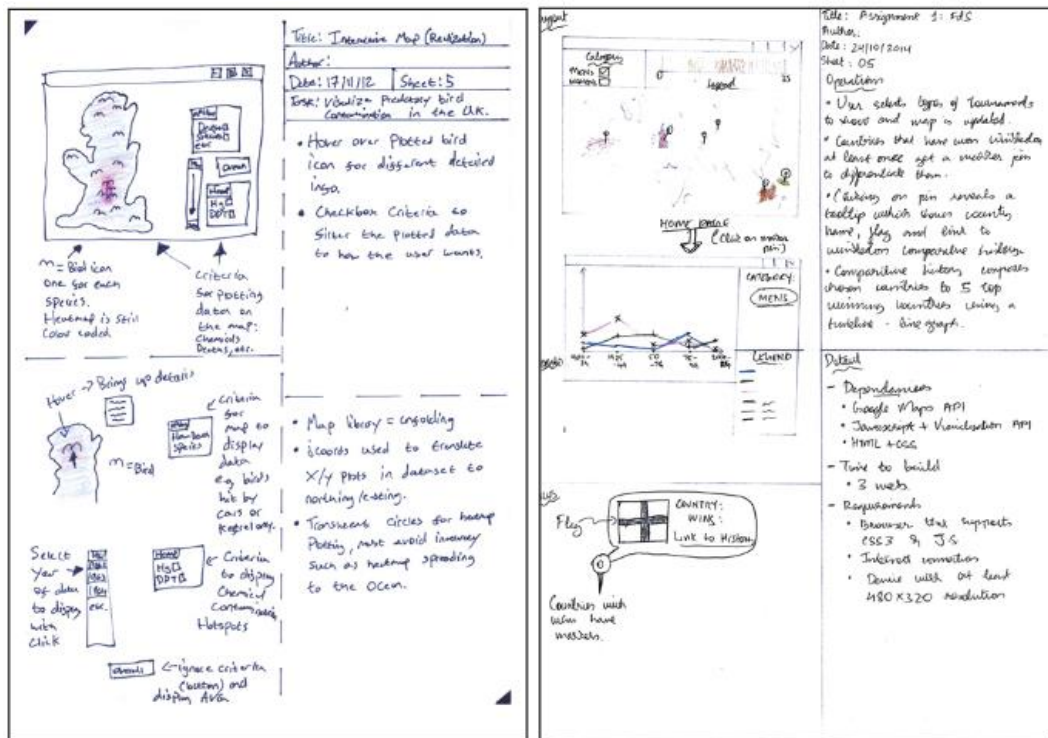 Title: Interactive Map (Realization)
Author:
Date: 17/11/12
Sheet: 5
Task: Visualize Predatory bird
Contamination in the UK.
• Hover over Plotted bird
icon for different detailed
info.
• Checkbox Criteria to
filter the plotted data
to how the user wants.
= Bird icon
one for each
species.
Heatmap is still
Color coded
Criteria
for plotting
data on
the map:
Chemicals
Deaths, etc.
Hover → Bring up details
= Bird
Criteria
for
map to
display
data
e.g birds
hit by
cars or
Kestrel only.
Select
Year
of data
to display
with
Click
Hg
DDT
Criteria
to display
Chemical
Contamination
Hotspots
ignore criteria
(button) and
display AVG
• Map library = Unfolding
• used to translate
X/Y plots in dataset to
northing/easting.
• circles for heatmap
Plotting, must avoid
such as heatmap spreading
to the Ocean.
Title: Assignment 1: FdS
Author:
Date: 24/10/2014
Sheet: 05
Category
MENS
Legend
HOME PAGE
(Click on marker
pin)
CATEGORY:
MENS
LEGEND
Operations
• User selects types of tournaments
to show and map is updated.
• Countries that have won Wimbledon
at least once get a marker pin
to differentiate them.
• Clicking on pin reveals a
tooltip which shows country
name, flag and link to
Wimbledon comparative history.
• Comparative history compares
chosen countries to 5 top
winning countries using a
timeline - line graph.
Detail
- Dependencies
• Google Maps API
• Javascript + Visualisation API
• HTML + CSS
- Time to build
• 3 weeks
- Requirements
• Browser that supports
CSS3 & JS
• Internet connection
• Device with at least
480 x 320 resolution
Flag
COUNTRY:
WINS:
Link to History
Countries with
wins have
markers.